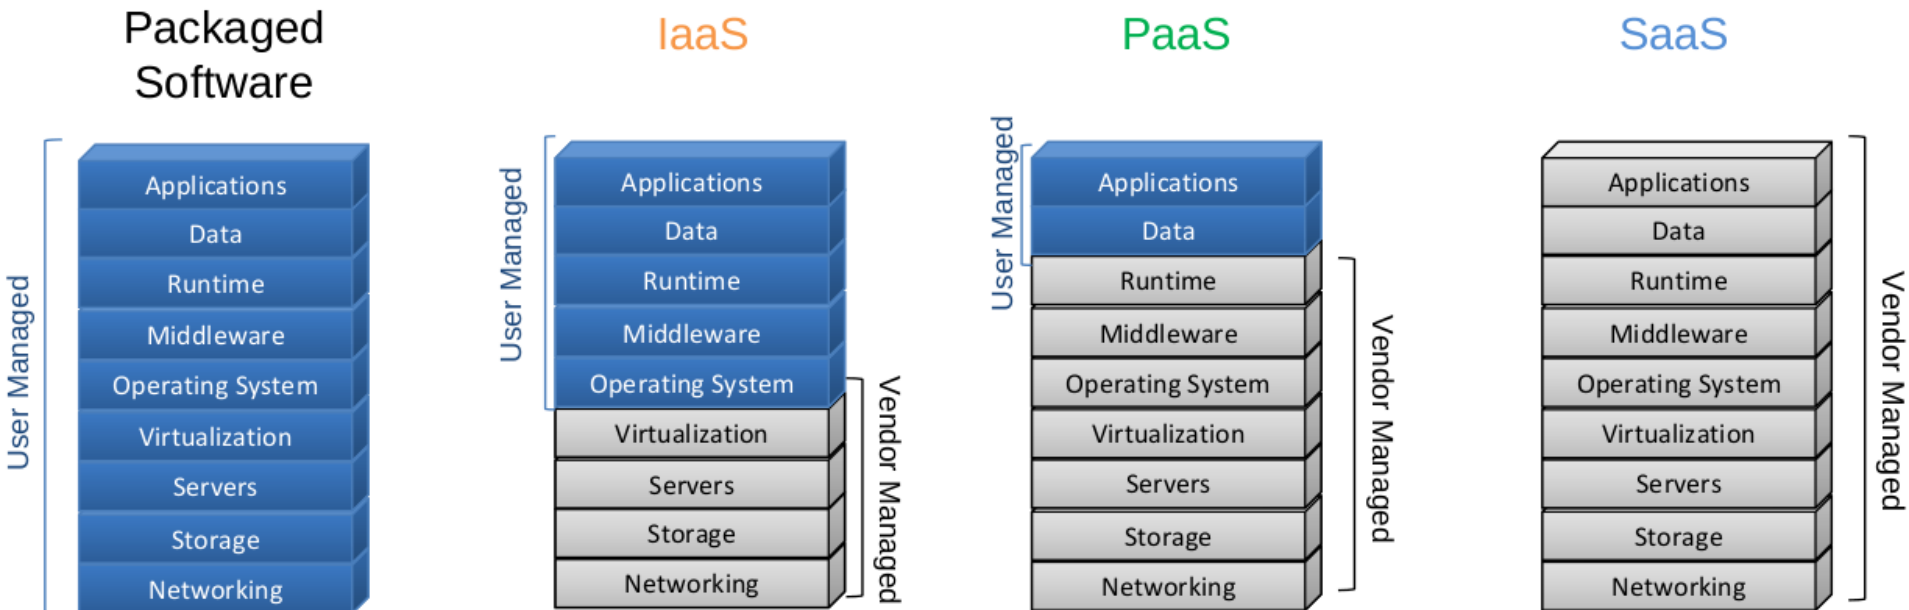 Packaged
Software
User Managed
Applications
Data
Runtime
Middleware
Operating System
Virtualization
Servers
Storage
Networking
IaaS
User Managed
Applications
Data
Runtime
Middleware
Operating System
Virtualization
Servers
Storage
Networking
Vendor Managed
PaaS
User Managed
Applications
Data
Runtime
Middleware
Operating System
Virtualization
Servers
Storage
Networking
Vendor Managed
SaaS
Applications
Data
Runtime
Middleware
Operating System
Virtualization
Servers
Storage
Networking
Vendor Managed